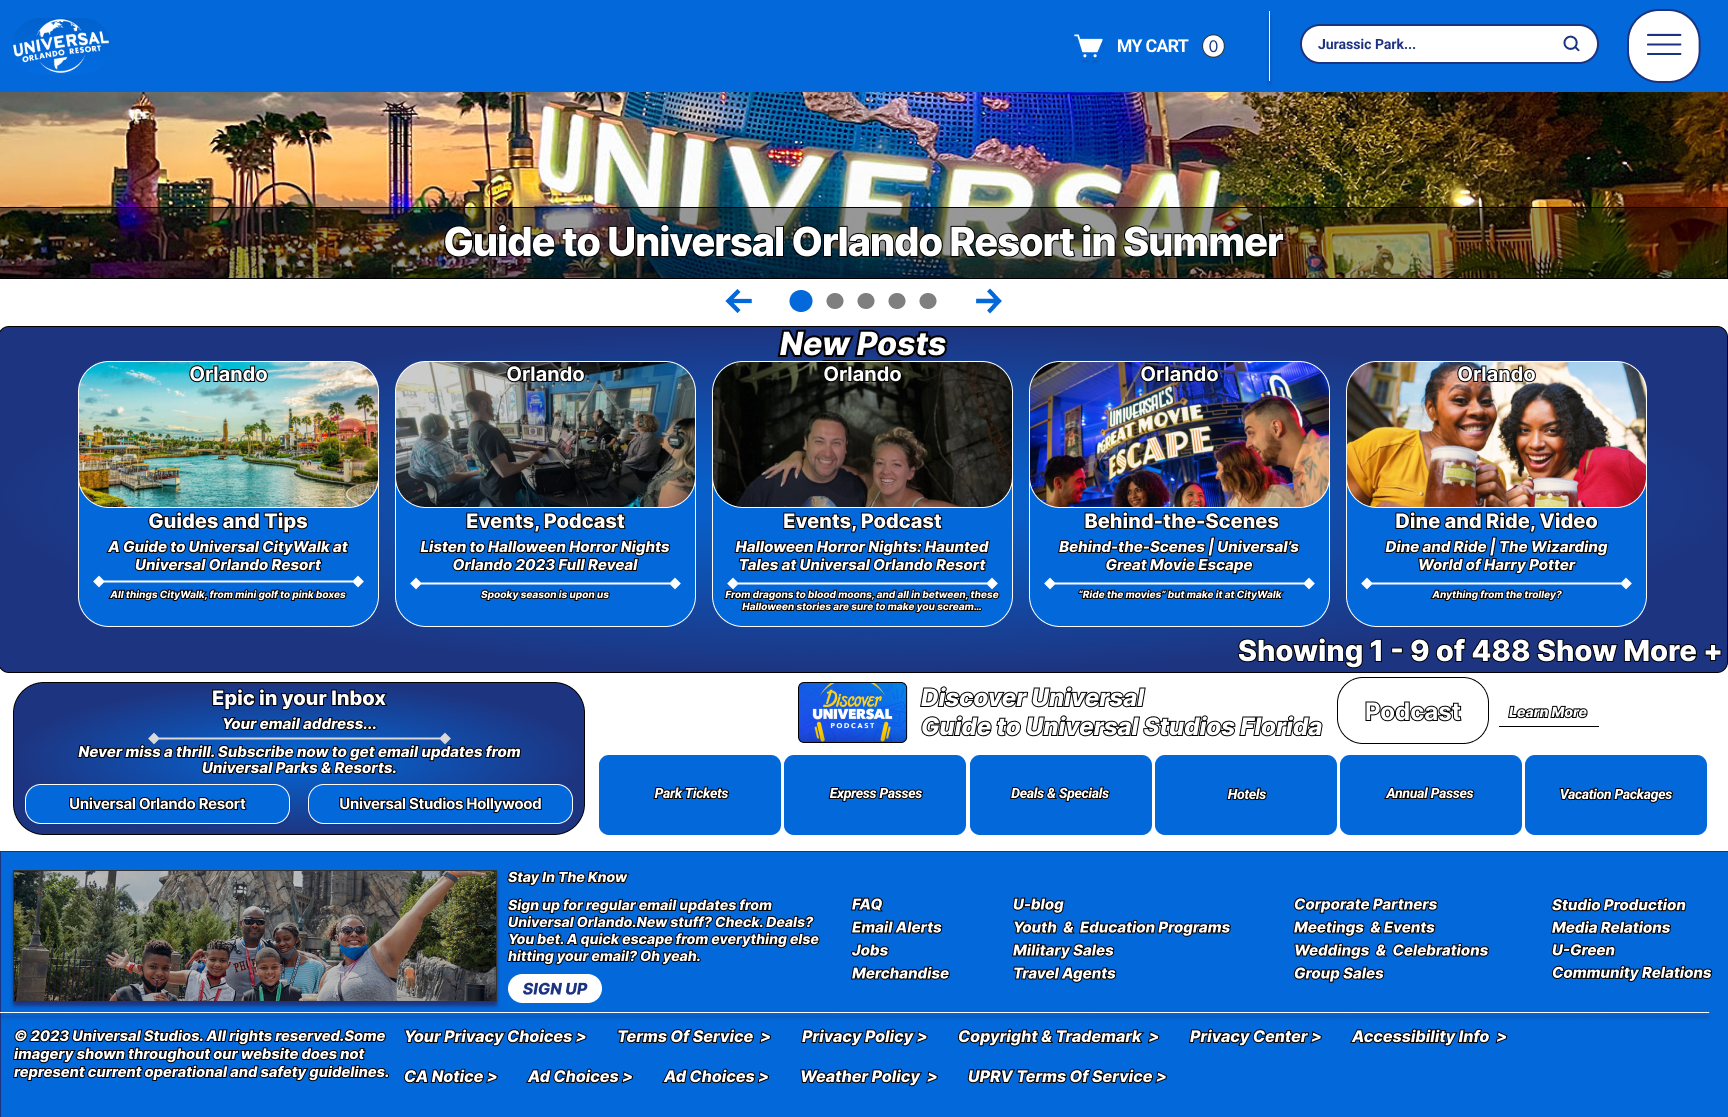 UNIVERSAL
ORLANDO RESORT
MY CART 0
Jurassic Park...
UNIVERSAL
Guide to Universal Orlando Resort in Summer
New Posts
Orlando
Guides and Tips
A Guide to Universal CityWalk at
Universal Orlando Resort
All things CityWalk, from mini golf to pink boxes
Orlando
Events, Podcast
Listen to Halloween Horror Nights
Orlando 2023 Full Reveal
Spooky season is upon us
Orlando
Events, Podcast
Halloween Horror Nights: Haunted
Tales at Universal Orlando Resort
From dragons to blood moons, and all in between, these
Halloween stories are sure to make you scream...
Orlando
UNIVERSAL'S
GREAT MOVIE
ESCAPE
Behind-the-Scenes
Behind-the-Scenes | Universal's
Great Movie Escape
"Ride the movies" but make it at CityWalk
Orlando
Dine and Ride, Video
Dine and Ride | The Wizarding
World of Harry Potter
Anything from the trolley?
Showing 1 - 9 of 488 Show More +
Epic in your Inbox
Your email address...
Never miss a thrill. Subscribe now to get email updates from
Universal Parks & Resorts.
Universal Orlando Resort
Universal Studios Hollywood
Discover
UNIVERSAL
PODCAST
Discover Universal
Guide to Universal Studios Florida
Podcast
Learn More
Park Tickets
Express Passes
Deals & Specials
Hotels
Annual Passes
Vacation Packages
Stay In The Know
Sign up for regular email updates from
Universal Orlando.New stuff? Check. Deals?
You bet. A quick escape from everything else
hitting your email? Oh yeah.
SIGN UP
FAQ
Email Alerts
Jobs
Merchandise
U-blog
Youth & Education Programs
Military Sales
Travel Agents
Corporate Partners
Meetings & Events
Weddings & Celebrations
Group Sales
Studio Production
Media Relations
U-Green
Community Relations
© 2023 Universal Studios. All rights reserved.Some
imagery shown throughout our website does not
represent current operational and safety guidelines.
Your Privacy Choices >
Terms Of Service >
Privacy Policy >
Copyright & Trademark >
Privacy Center >
Accessibility Info >
CA Notice >
Ad Choices >
Ad Choices >
Weather Policy >
UPRV Terms Of Service >